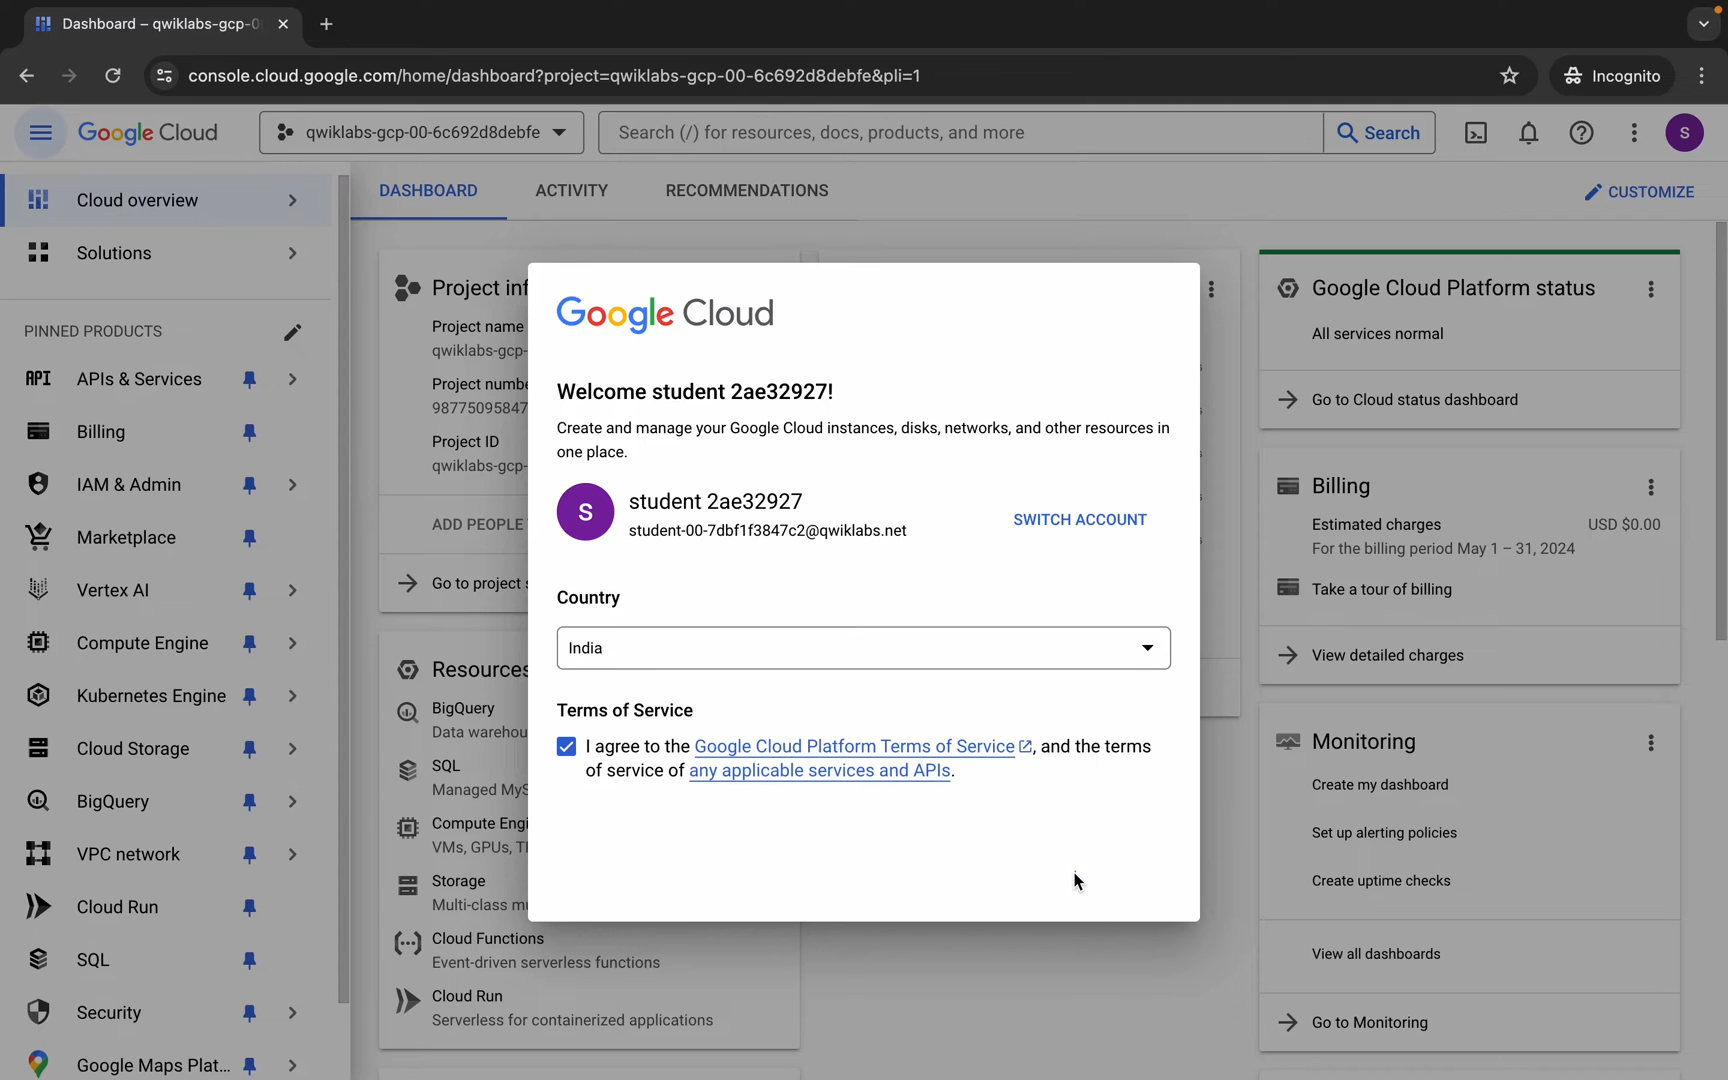 Dashboard – qwiklabs-gcp-0
console.cloud.google.com/home/dashboard?project=qwiklabs-gcp-00-6c692d8debfe&pli=1
Incognito
Google Cloud
qwiklabs-gcp-00-6c692d8debfe
Search (/) for resources, docs, products, and more
Search
S
Cloud overview
Solutions
PINNED PRODUCTS
API APIs & Services
Billing
IAM & Admin
Marketplace
Vertex AI
Compute Engine
Kubernetes Engine
Cloud Storage
BigQuery
VPC network
Cloud Run
SQL
Security
Google Maps Plat...
DASHBOARD
ACTIVITY
RECOMMENDATIONS
CUSTOMIZE
Project inf
Project name
qwiklabs-gcp-
Project numbe
98775095847
Project ID
qwiklabs-gcp-
ADD PEOPLE
Go to project s
Resources
BigQuery
Data warehou
SQL
Managed MyS
Compute Engi
VMs, GPUs, T
Storage
Multi-class mu
Cloud Functions
Event-driven serverless functions
Cloud Run
Serverless for containerized applications
Google Cloud
Welcome student 2ae32927!
Create and manage your Google Cloud instances, disks, networks, and other resources in
one place.
S
student 2ae32927
student-00-7dbf1f3847c2@qwiklabs.net
SWITCH ACCOUNT
Country
India
Terms of Service
I agree to the Google Cloud Platform Terms of Service, and the terms
of service of any applicable services and APIs.
Google Cloud Platform status
All services normal
Go to Cloud status dashboard
Billing
Estimated charges USD $0.00
For the billing period May 1 – 31, 2024
Take a tour of billing
View detailed charges
Monitoring
Create my dashboard
Set up alerting policies
Create uptime checks
View all dashboards
Go to Monitoring